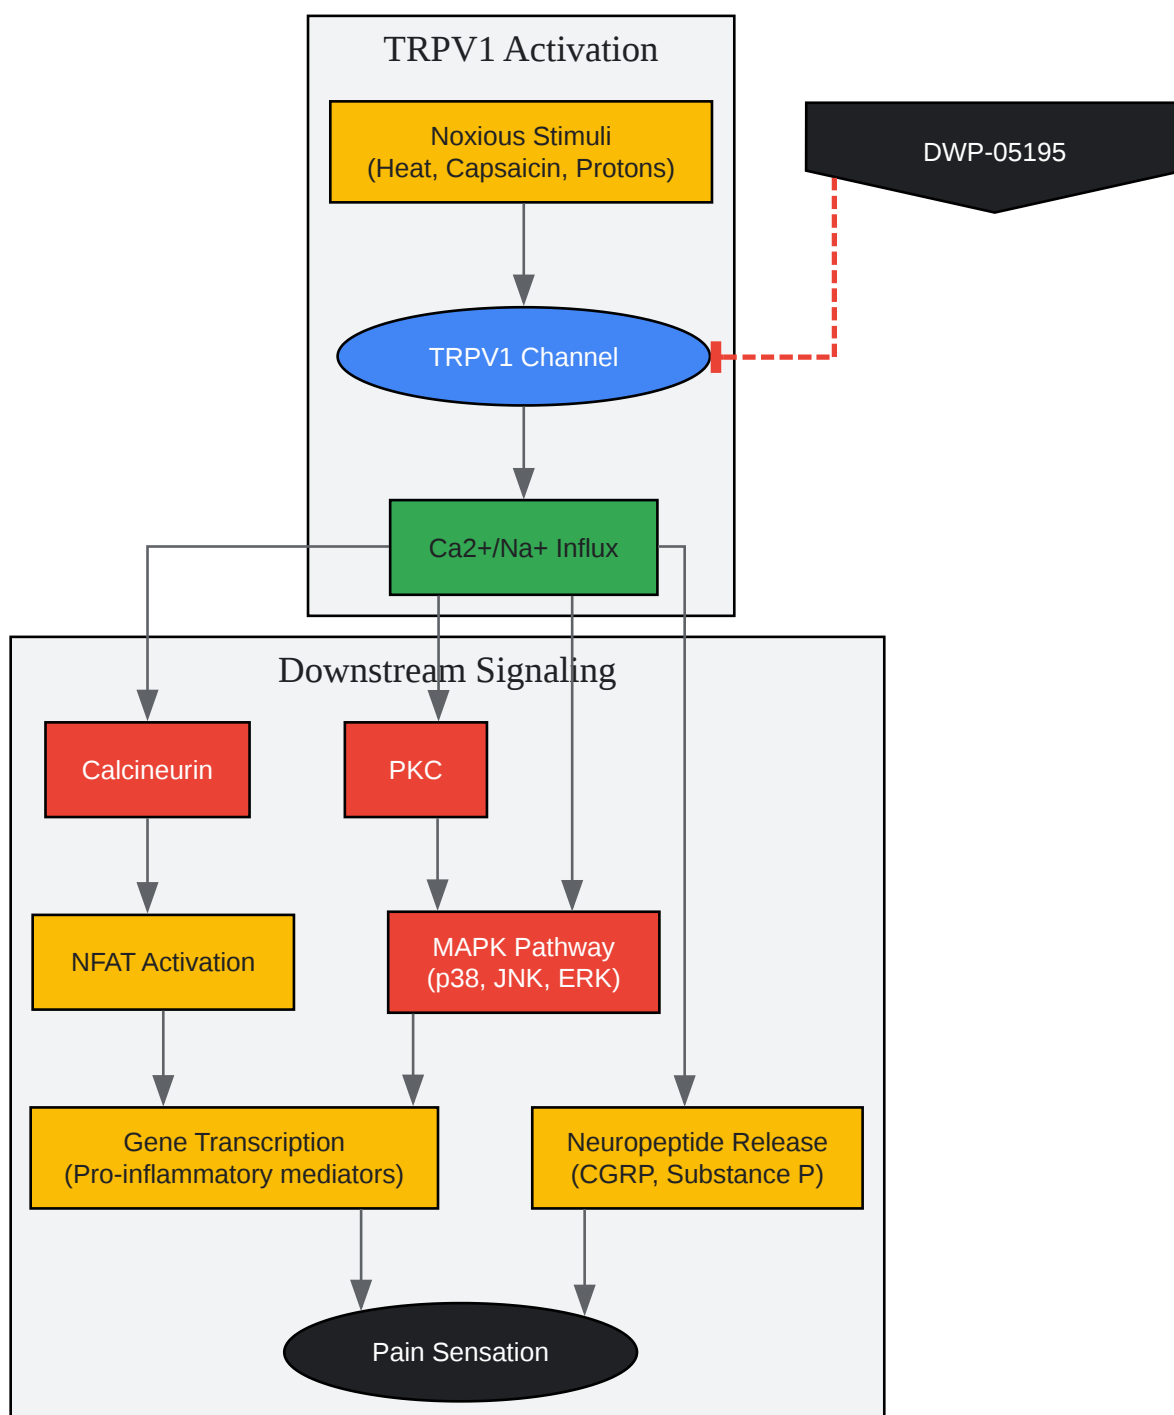 TRPV1 Activation
Noxious Stimuli
(Heat, Capsaicin, Protons)
DWP-05195
TRPV1 Channel
Ca2+/Na+ Influx
Downstream Signaling
Calcineurin
PKC
NFAT Activation
MAPK Pathway
(p38, JNK, ERK)
Gene Transcription
(Pro-inflammatory mediators)
Neuropeptide Release
(CGRP, Substance P)
Pain Sensation